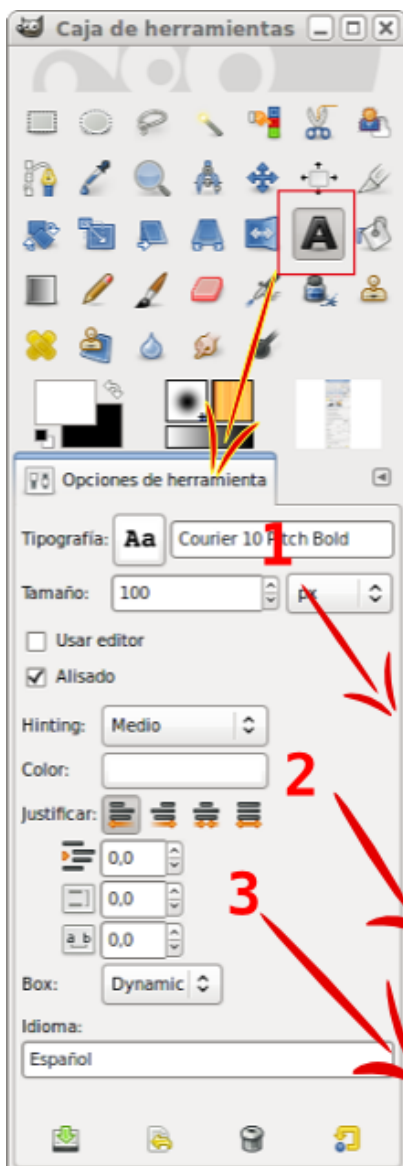 Caja de herramientas
A
Opciones de herramienta
Tipografía: Aa Courier 10 Pitch Bold
1
Tamaño: 100 px
Usar editor
Alisado
Hinting: Medio
2
Color:
Justificar:
0,0
3
0,0
a b 0,0
Box: Dynamic
Idioma:
Español